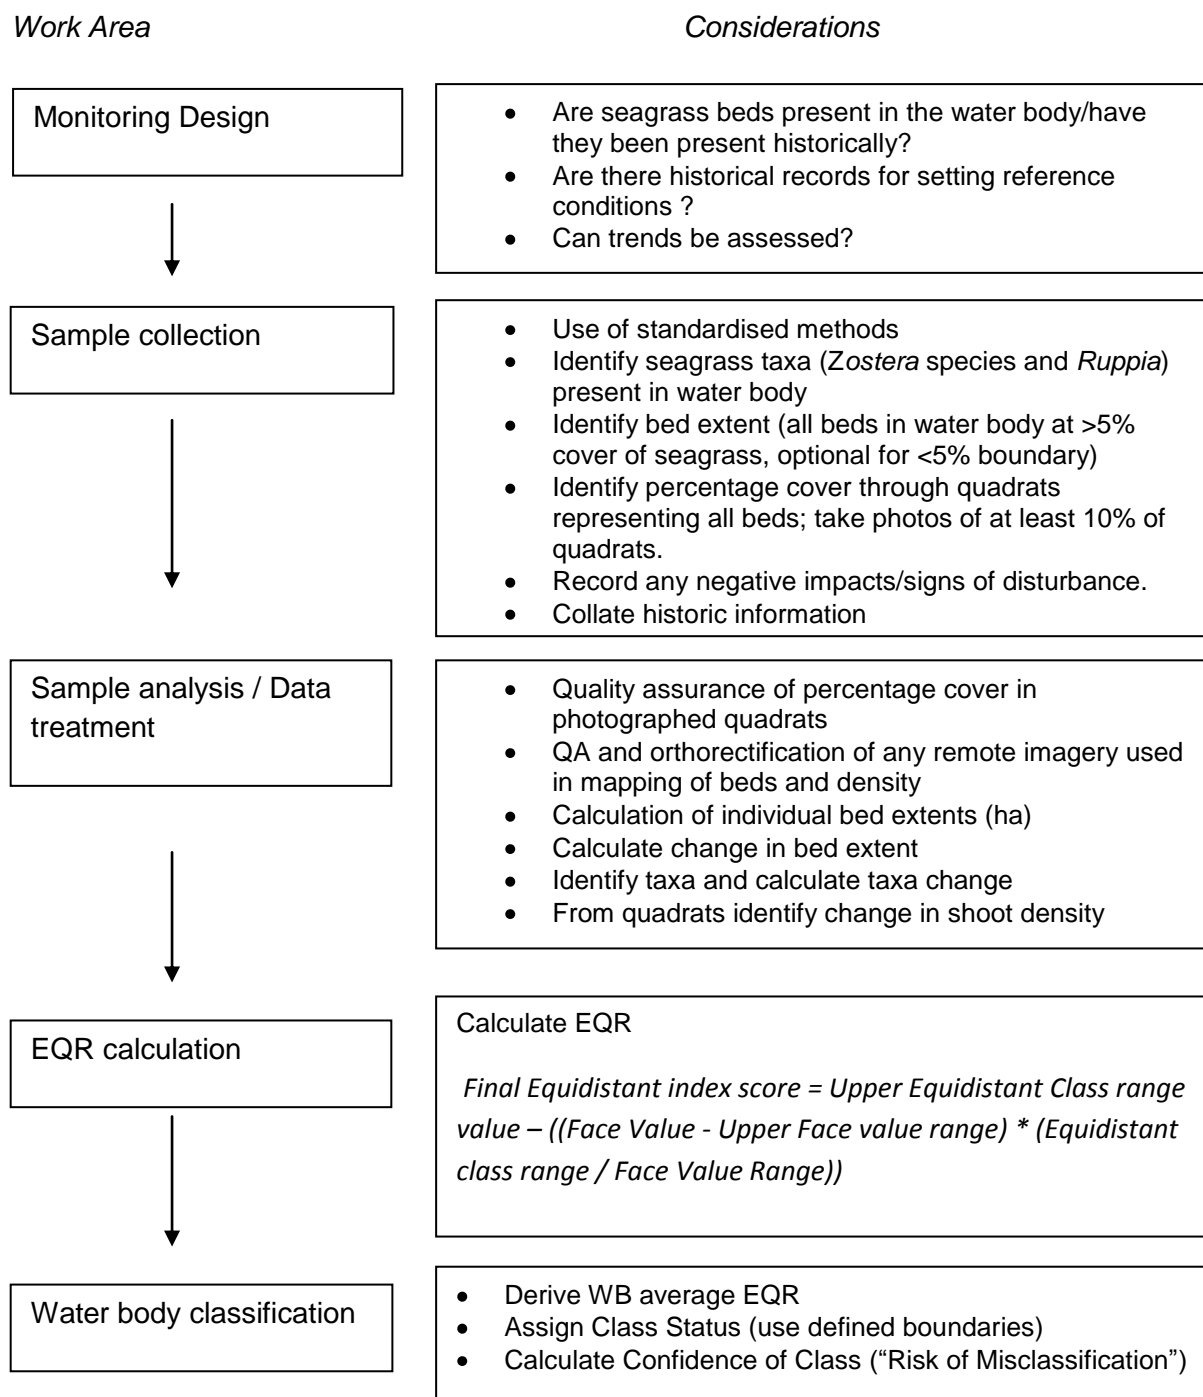 Work Area
Considerations
Monitoring Design
• Are seagrass beds present in the water body/have
they been present historically?
• Are there historical records for setting reference
conditions ?
• Can trends be assessed?
Sample collection
• Use of standardised methods
• Identify seagrass taxa (Zostera species and Ruppia)
present in water body
• Identify bed extent (all beds in water body at >5%
cover of seagrass, optional for <5% boundary)
• Identify percentage cover through quadrats
representing all beds; take photos of at least 10% of
quadrats.
• Record any negative impacts/signs of disturbance.
• Collate historic information
Sample analysis / Data
treatment
• Quality assurance of percentage cover in
photographed quadrats
• QA and orthorectification of any remote imagery used
in mapping of beds and density
• Calculation of individual bed extents (ha)
• Calculate change in bed extent
• Identify taxa and calculate taxa change
• From quadrats identify change in shoot density
EQR calculation
Calculate EQR
Final Equidistant index score = Upper Equidistant Class range
value – ((Face Value - Upper Face value range) * (Equidistant
class range / Face Value Range))
Water body classification
• Derive WB average EQR
• Assign Class Status (use defined boundaries)
• Calculate Confidence of Class (“Risk of Misclassification”)